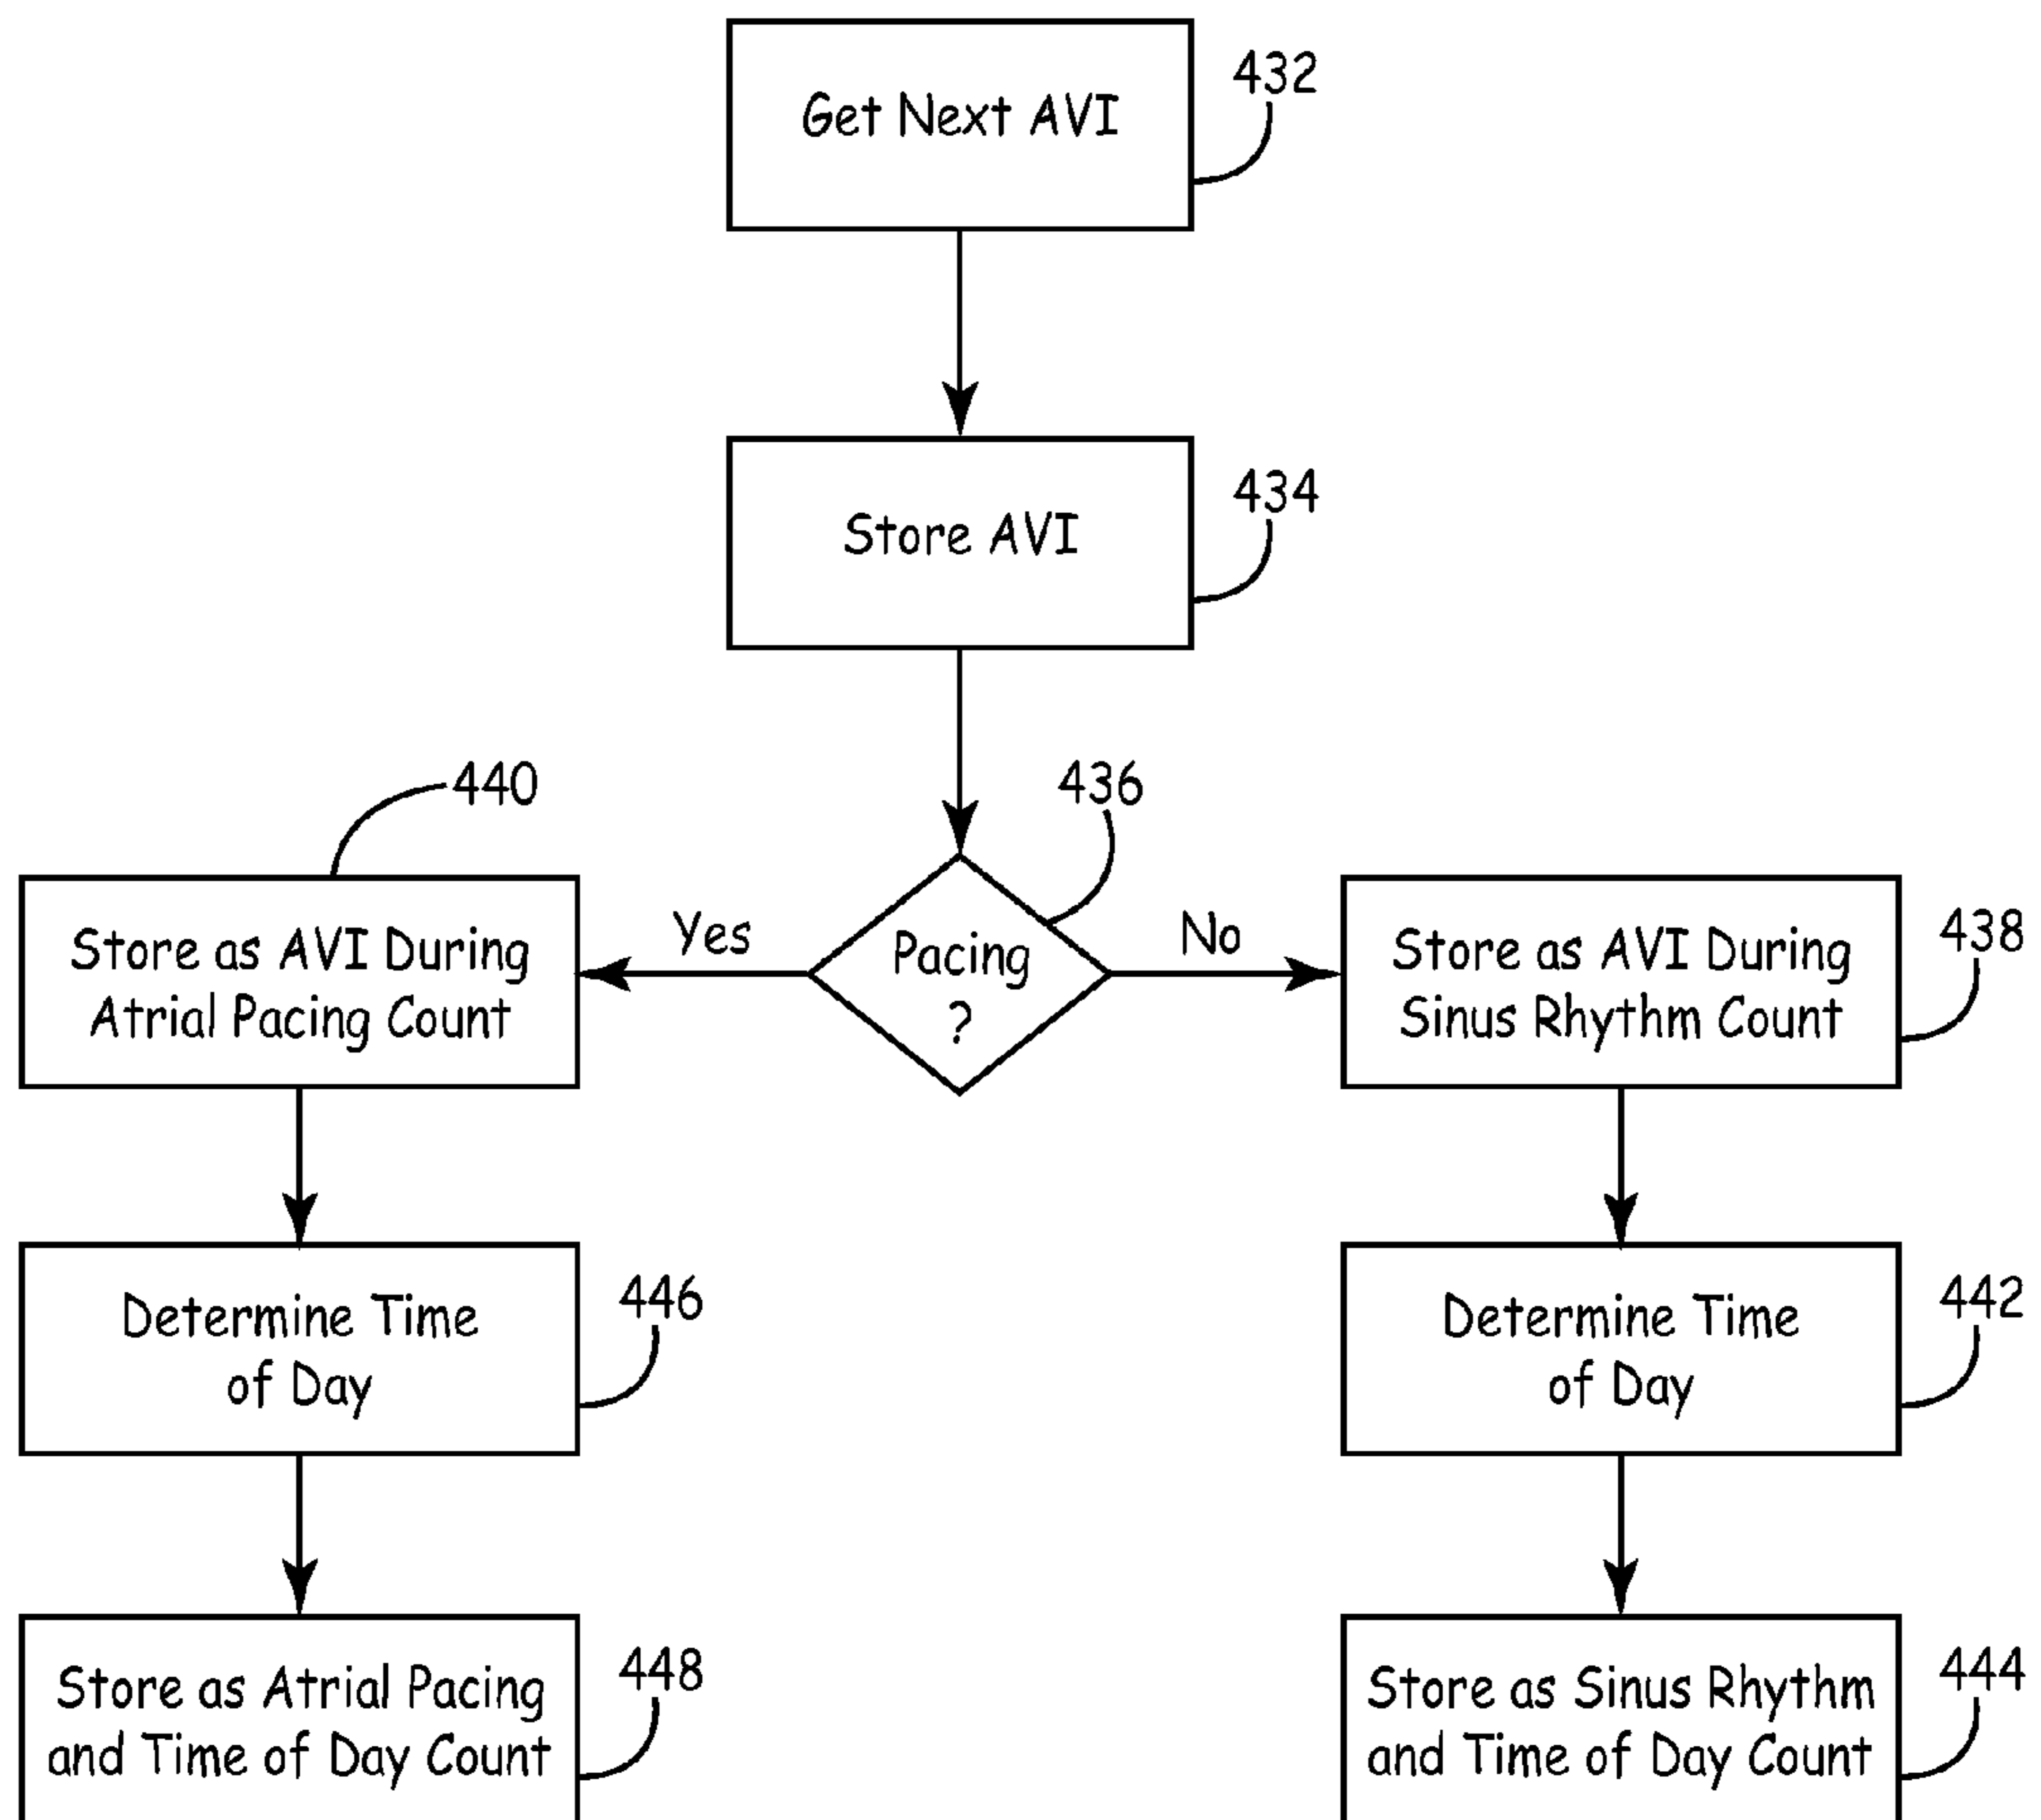 Get Next AVI
432
Store AVI
434
440
436
Store as AVI During
Atrial Pacing Count
Yes
Pacing
?
No
Store as AVI During
Sinus Rhythm Count
438
Determine Time
of Day
446
Determine Time
of Day
442
Store as Atrial Pacing
and Time of Day Count
448
Store as Sinus Rhythm
and Time of Day Count
444